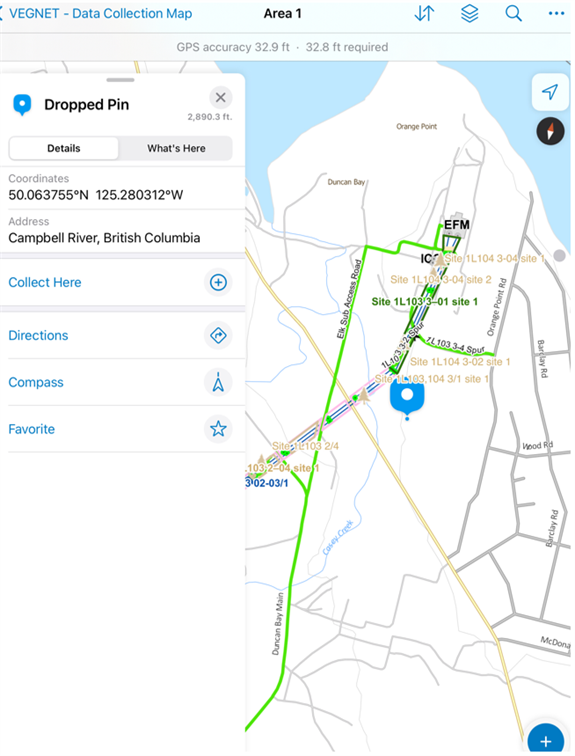 VEGNET - Data Collection Map
Area 1
GPS accuracy 32.9 ft · 32.8 ft required
Dropped Pin
2,890.3 ft.
Details
What's Here
Coordinates
50.063755°N 125.280312°W
Address
Campbell River, British Columbia
Collect Here
Directions
Compass
Favorite
Orange Point
Duncan Bay
EFM
Site 1L104 3-04 site 1
1L104 3-04 site 2
Site 1L103 3-01 site 1
Elk Sub Access Road
Orange Point Rd
1L103 3-2 Spur
1L103 3-4 Spur
Site 1L104 3-02 site 1
Site 1L103,104 3/1 site 1
Barclay Rd
Site 1L103 2/4
L103 2-04 site 1
3 02-03/1
Wood Rd
Casey Creek
Barclay Rd
Duncan Bay Main
McDona